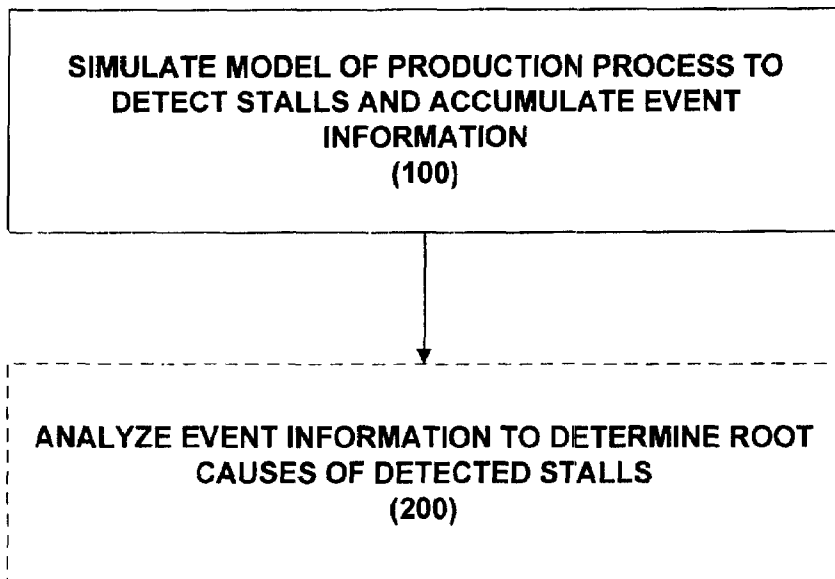 SIMULATE MODEL OF PRODUCTION PROCESS TO
DETECT STALLS AND ACCUMULATE EVENT
INFORMATION
(100)
ANALYZE EVENT INFORMATION TO DETERMINE ROOT
CAUSES OF DETECTED STALLS
(200)